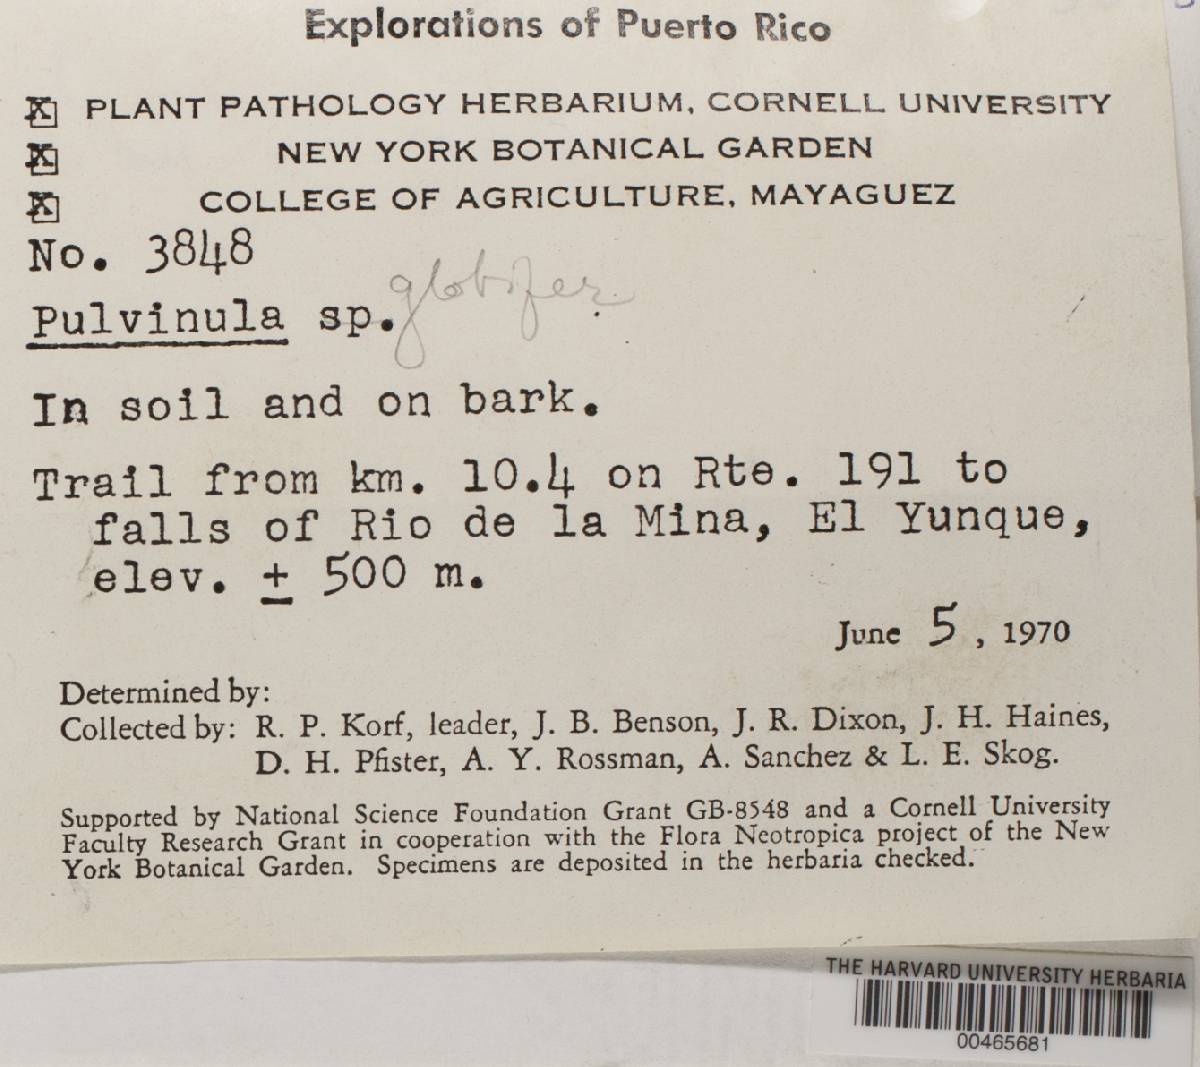 Explorations of Puerto Rico
☒ PLANT PATHOLOGY HERBARIUM, CORNELL UNIVERSITY
☒ NEW YORK BOTANICAL GARDEN
☒ COLLEGE OF AGRICULTURE, MAYAGUEZ
No. 3848
Pulvinula sp. globifer
In soil and on bark.
Trail from km. 10.4 on Rte. 191 to
falls of Rio de la Mina, El Yunque,
elev. ± 500 m.
June 5, 1970
Determined by:
Collected by: R. P. Korf, leader, J. B. Benson, J. R. Dixon, J. H. Haines,
D. H. Pfister, A. Y. Rossman, A. Sanchez & L. E. Skog.
Supported by National Science Foundation Grant GB-8548 and a Cornell University
Faculty Research Grant in cooperation with the Flora Neotropica project of the New
York Botanical Garden. Specimens are deposited in the herbaria checked.
THE HARVARD UNIVERSITY HERBARIA
00465681